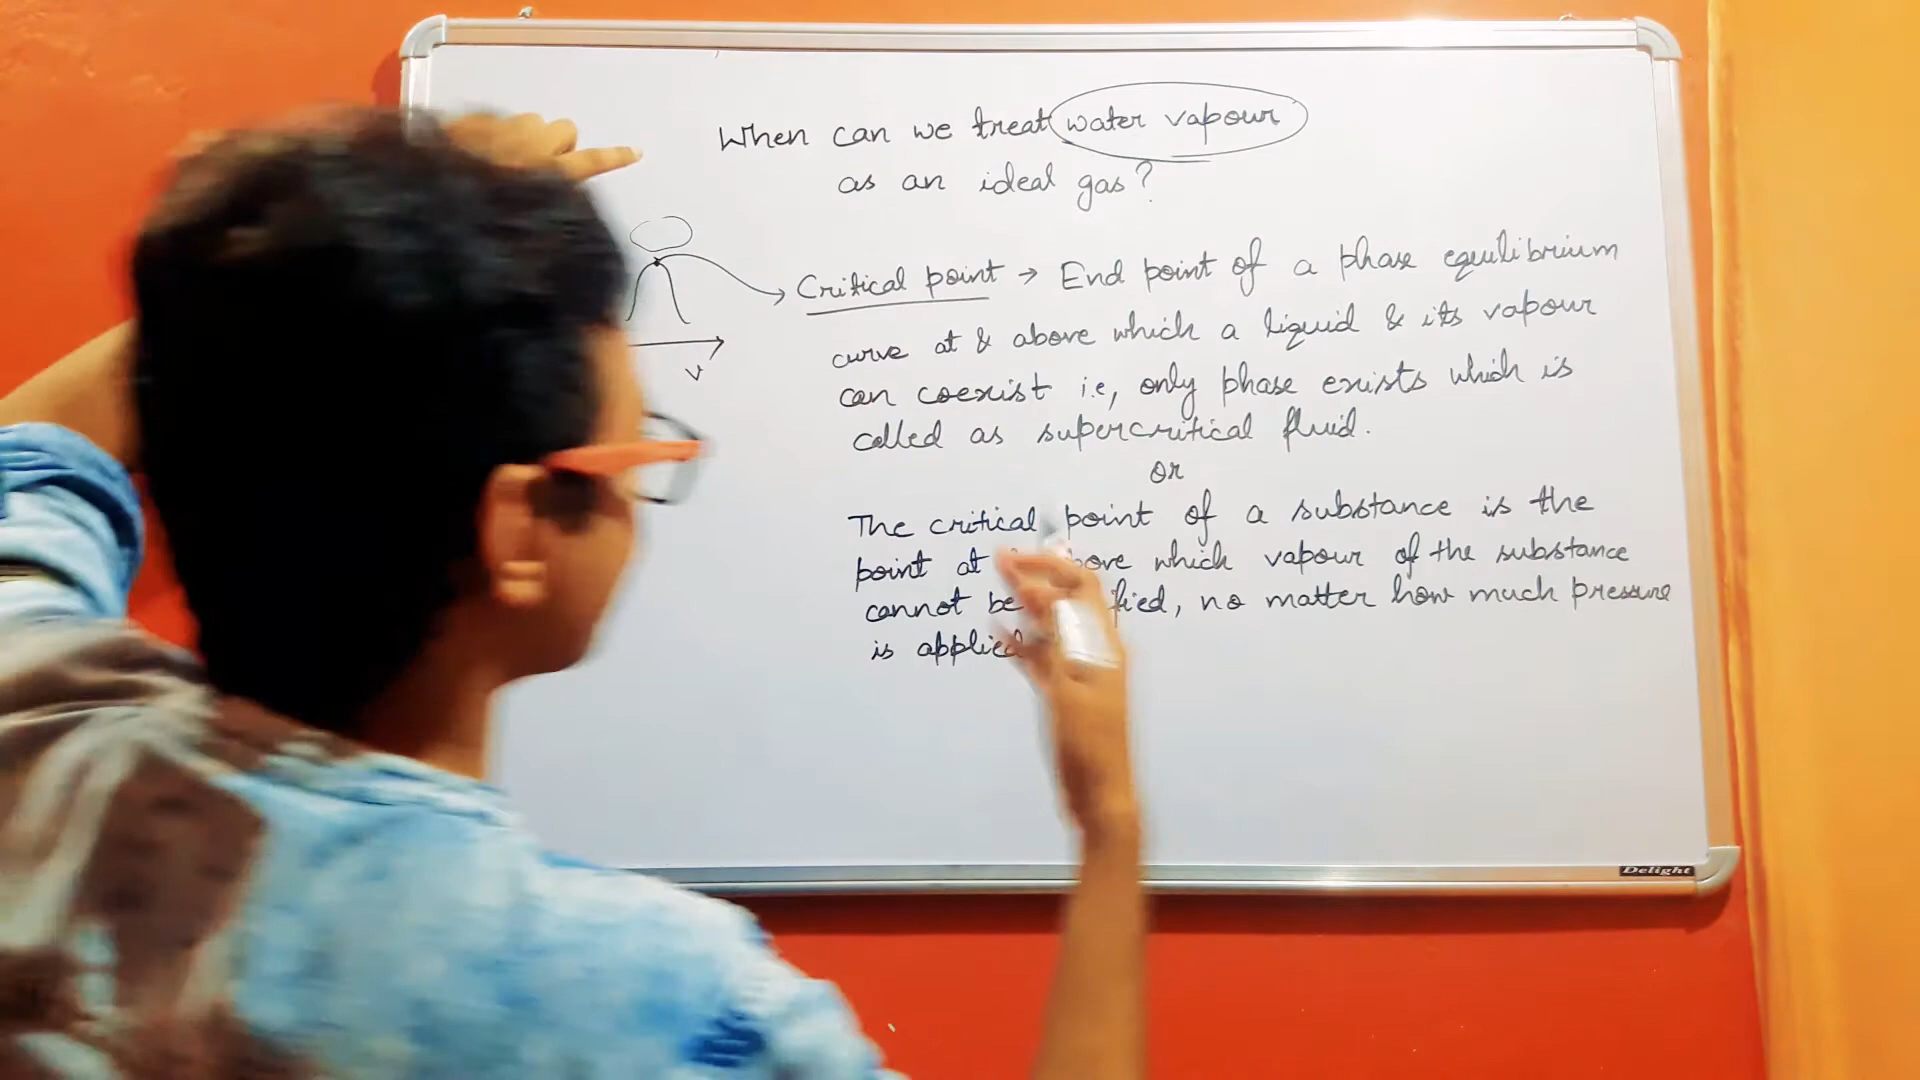 When can we treat water vapour
as an ideal gas?
Critical point → End point of a phase equilibrium
curve at & above which a liquid & its vapour
can coexist i.e, only phase exists which is
called as supercritical fluid.
or
The critical point of a substance is the
point at which vapour of the substance
cannot be no matter how much pressure
is applied
v
Delight